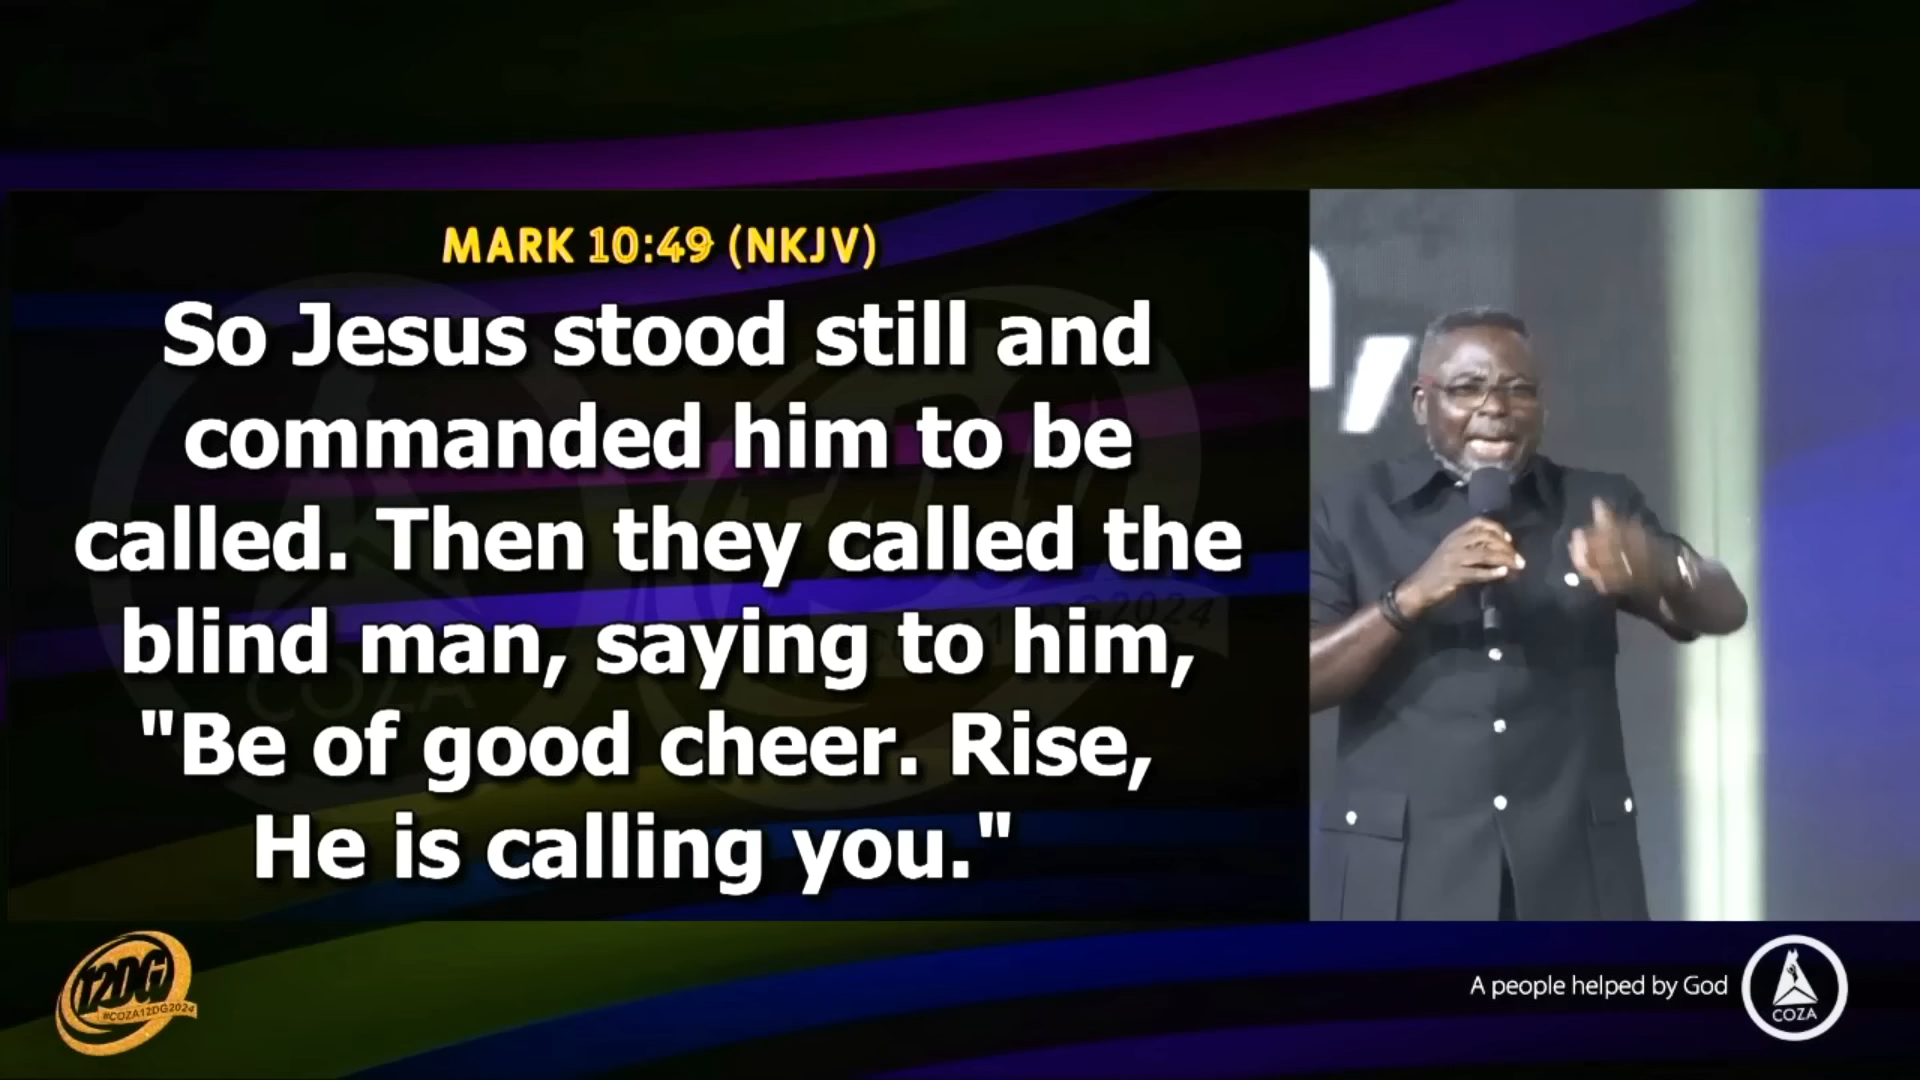 MARK 10:49 (NKJV)
So Jesus stood still and
commanded him to be
called. Then they called the
blind man, saying to him,
"Be of good cheer. Rise,
He is calling you."
12DG
#COZA12DG2024
A people helped by God
COZA